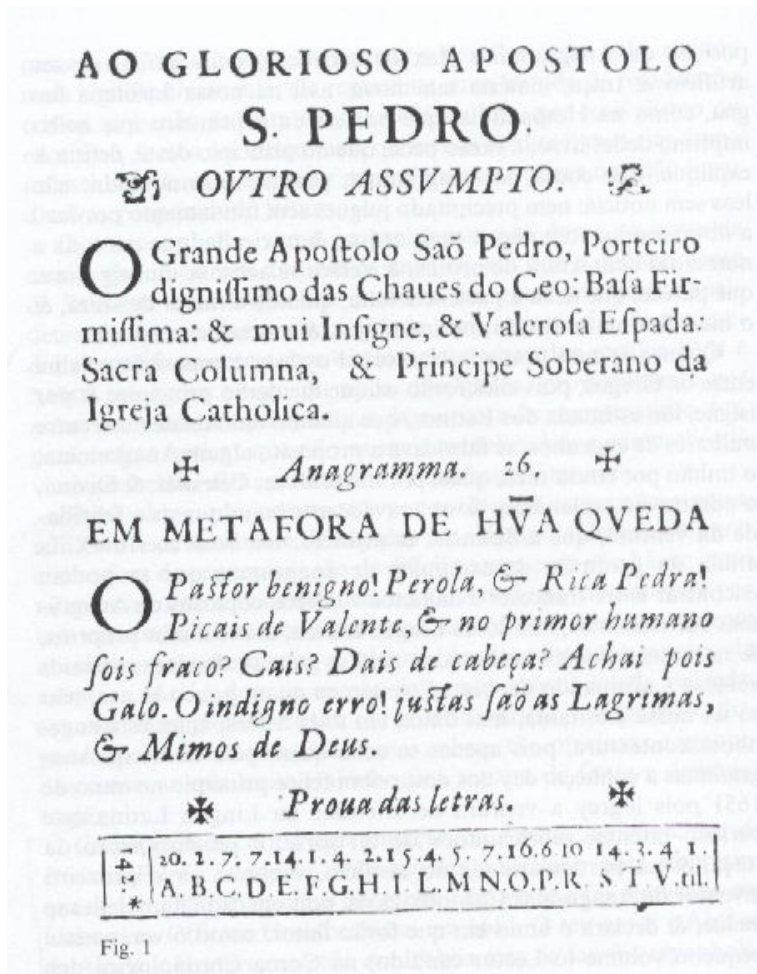 AO GLORIOSO APOSTOLO
S. PEDRO.
OVTRO ASSVMPTO.
O Grande Apoſtolo Saõ Pedro, Porteiro
digniſſimo das Chaues do Ceo: Baſa Fir-
miſſima: & mui Inſigne, & Valeroſa Eſpada:
Sacra Columna, & Principe Soberano da
Igreja Catholica.
✠ Anagramma. 26. ✠
EM METAFORA DE HṼA QVEDA
O Paſtor benigno! Perola, & Rica Pedra!
Picais de Valente, & no primor humano
ſois fraco? Cais? Dais de cabeça? Achai pois
Galo. O indigno erro! juſtas ſaõ as Lagrimas,
& Mimos de Deus.
✠ Proua das letras. ✠
20. 2. 7. 7. 14. 1. 4. 2. 15. 4. 5. 7. 16. 6. 10 14. 3. 4. 1.
A. B. C. D. E. F. G. H. I. L. M. N. O. P. R. S. T V. til.
Fig. 1